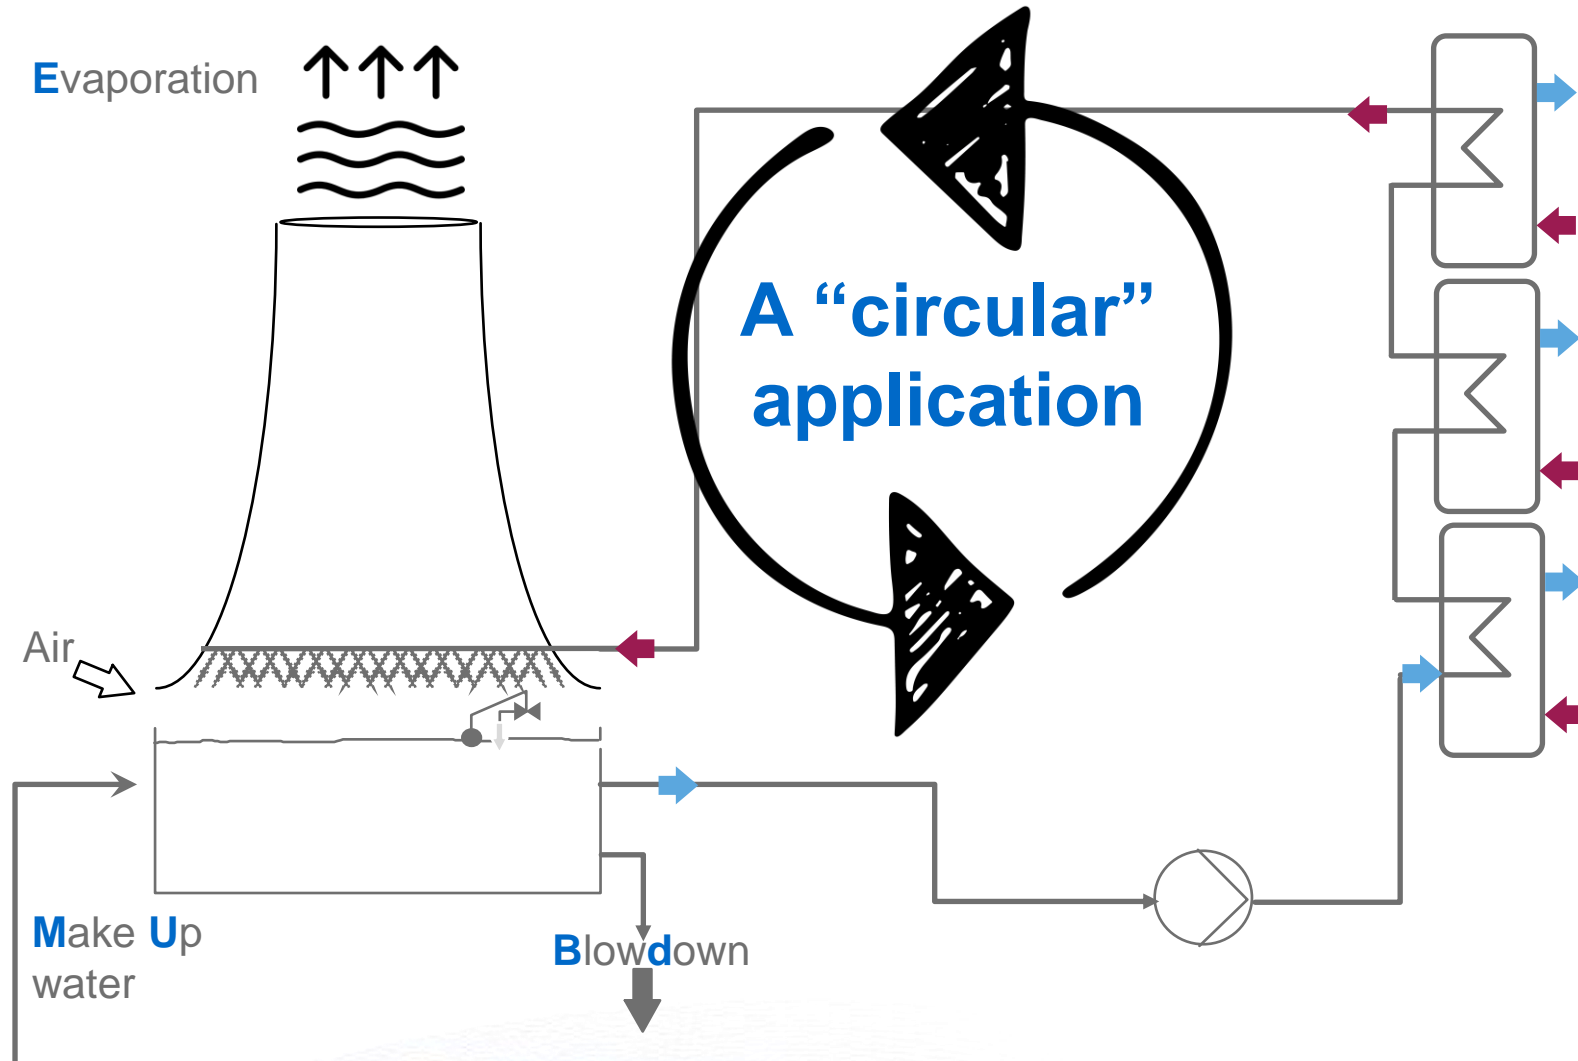 Evaporation
A “circular”
application
Air
Make Up
water
Blowdown